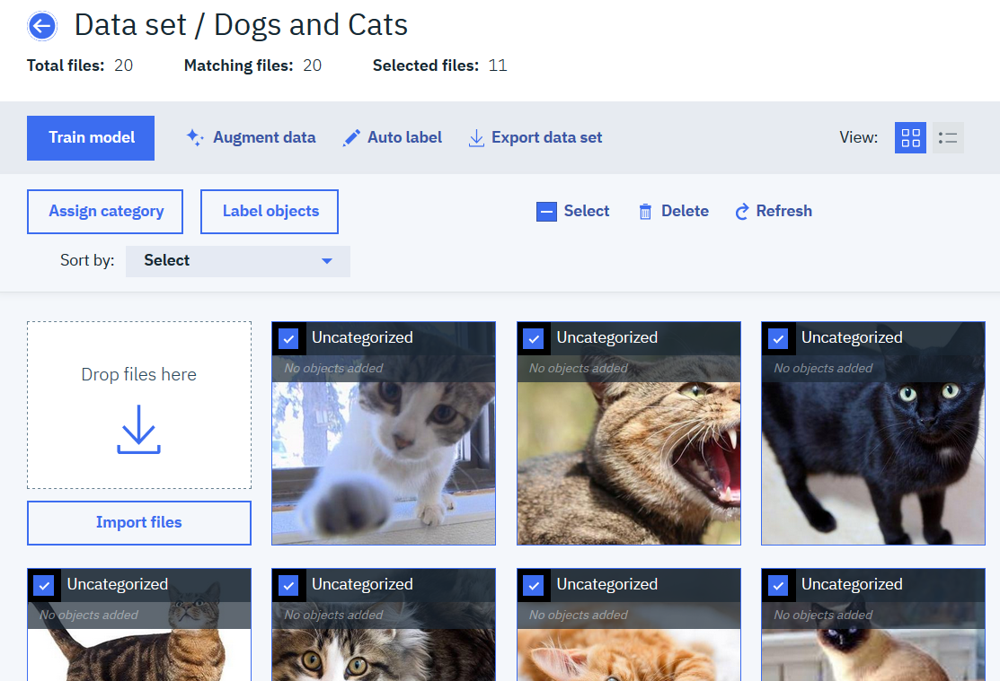 Data set / Dogs and Cats
Total files: 20 Matching files: 20 Selected files: 11
Train model Augment data Auto label Export data set View:
Assign category Label objects Select Delete Refresh
Sort by: Select
Uncategorized Uncategorized Uncategorized
No objects added No objects added No objects added
Drop files here
Import files
Uncategorized Uncategorized Uncategorized Uncategorized
No objects added No objects added No objects added No objects added